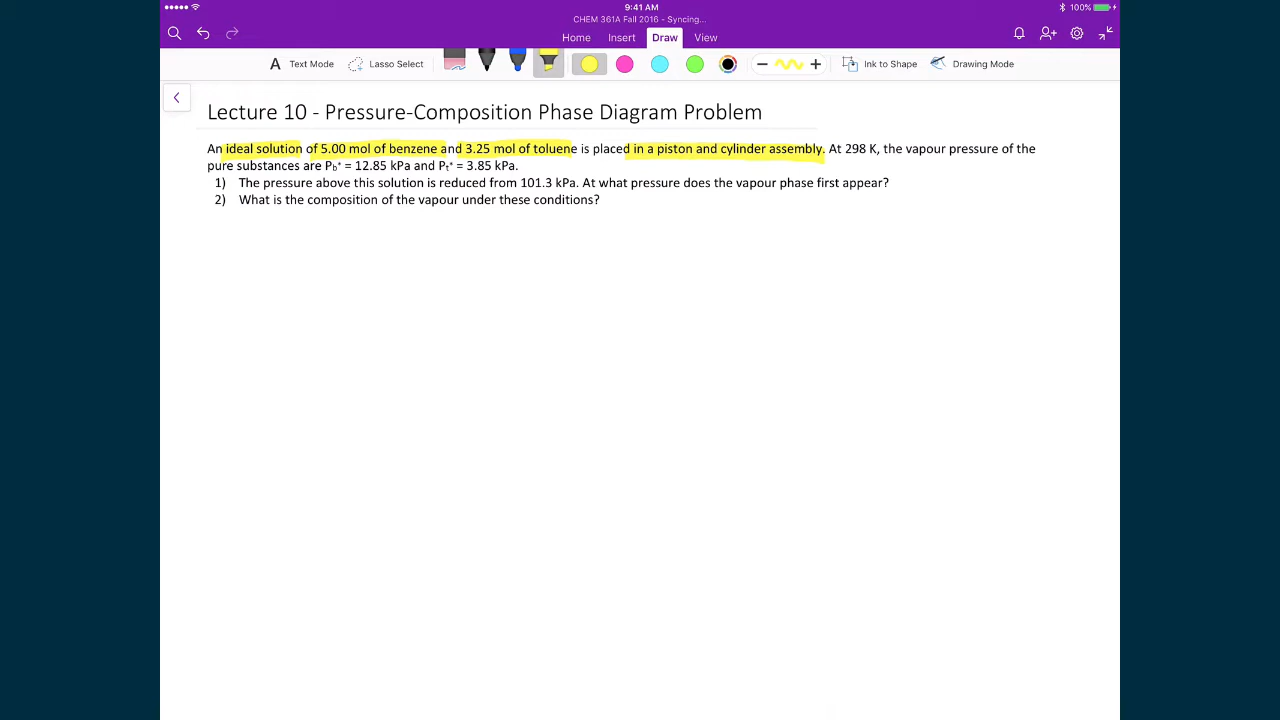 9:41 AM
100%
CHEM 361A Fall 2016 - Syncing...
Home Insert Draw View
A Text Mode Lasso Select Ink to Shape Drawing Mode
Lecture 10 - Pressure-Composition Phase Diagram Problem
An ideal solution of 5.00 mol of benzene and 3.25 mol of toluene is placed in a piston and cylinder assembly. At 298 K, the vapour pressure of the
pure substances are Pb* = 12.85 kPa and Pt* = 3.85 kPa.
1) The pressure above this solution is reduced from 101.3 kPa. At what pressure does the vapour phase first appear?
2) What is the composition of the vapour under these conditions?